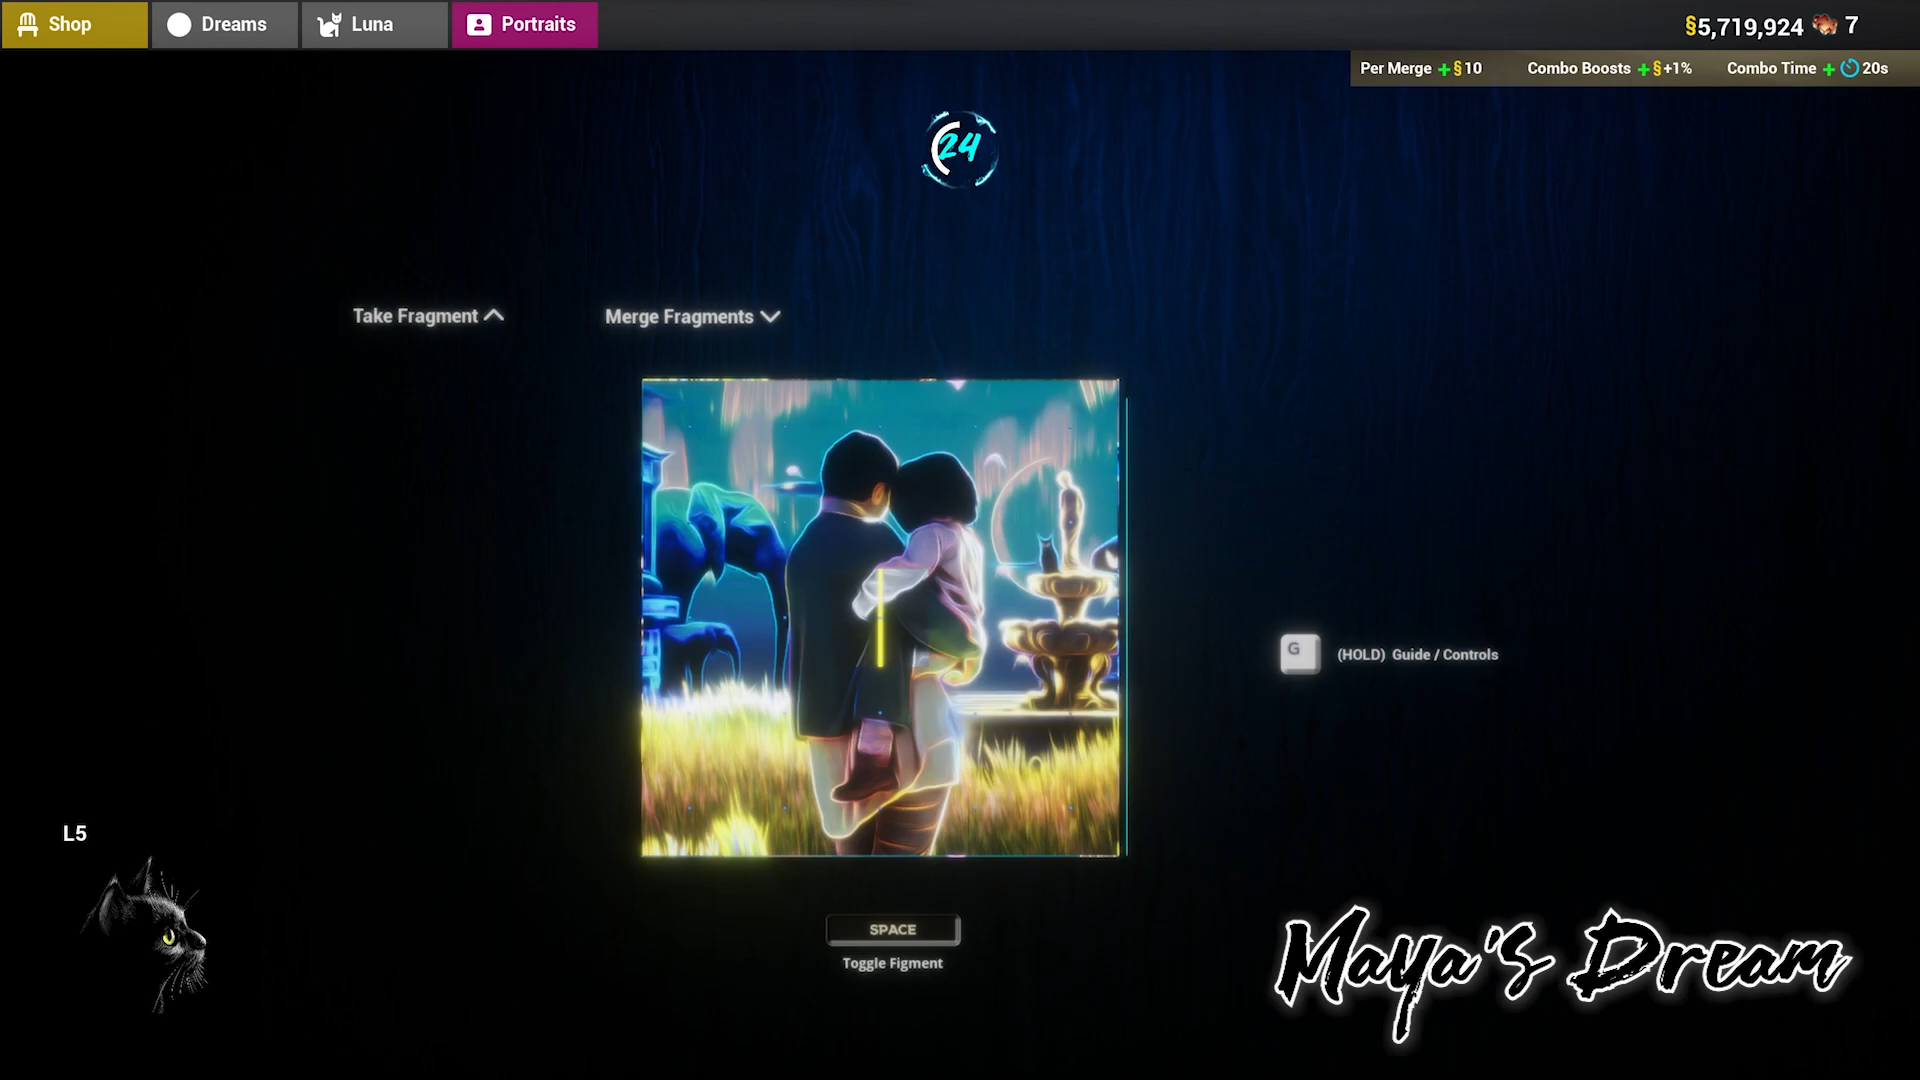 Shop
Dreams
Luna
Portraits
§5,719,924 7
Per Merge +§10
Combo Boosts +§+1%
Combo Time + 20s
24
Take Fragment
Merge Fragments
G (HOLD) Guide / Controls
L5
SPACE
Toggle Figment
Maya's Dream